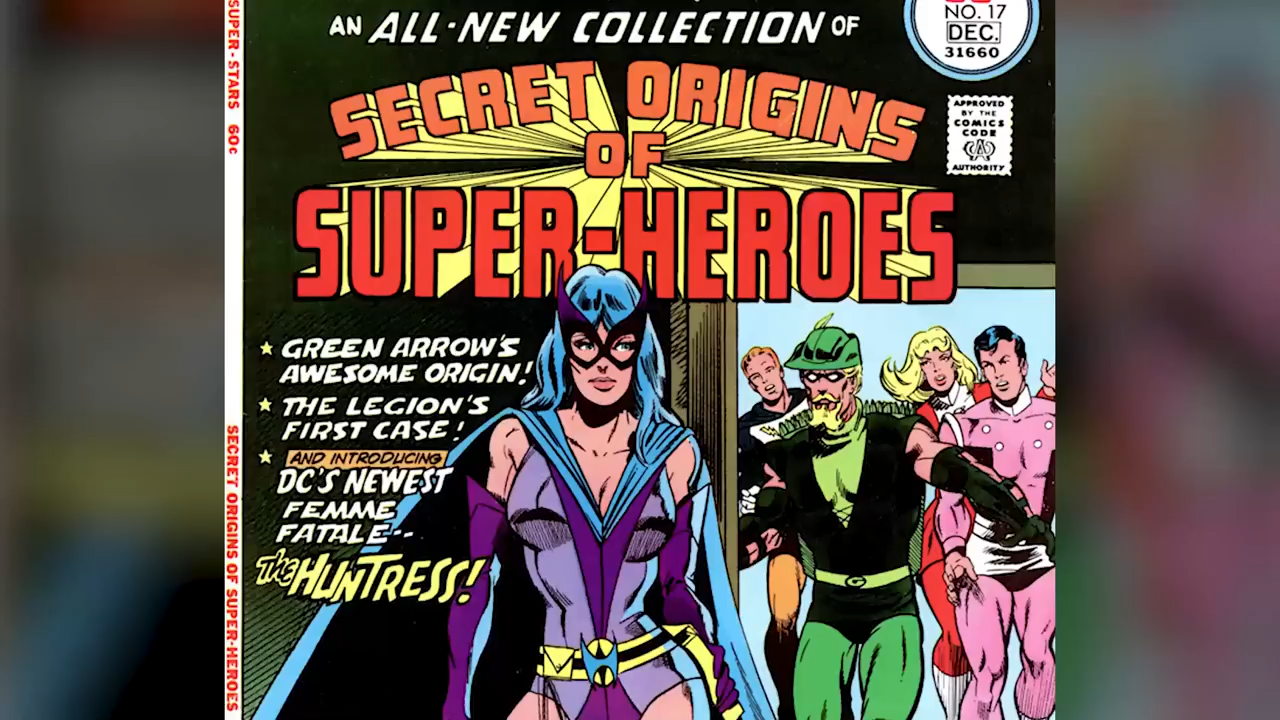 AN ALL-NEW COLLECTION OF
SECRET ORIGINS
OF
SUPER-HEROES
NO. 17
DEC.
31660
APPROVED
BY THE
COMICS
CODE
CA
AUTHORITY
★ GREEN ARROW'S
AWESOME ORIGIN!
★ THE LEGION'S
FIRST CASE!
★ AND INTRODUCING
DC'S NEWEST
FEMME
FATALE--
The HUNTRESS!
SUPER-STARS 60c
SECRET ORIGINS OF SUPER-HEROES
G